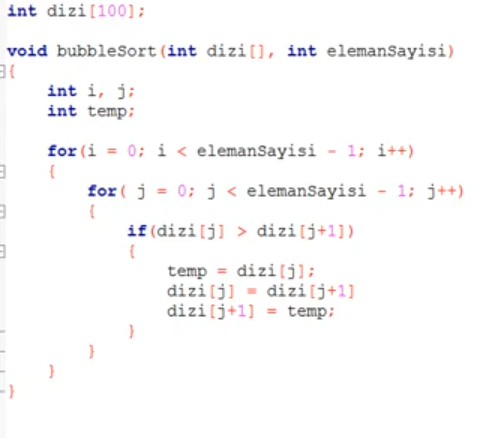 int dizi[100];
void bubbleSort(int dizi[], int elemanSayisi)
{
int i, j;
int temp;
for(i = 0; i < elemanSayisi - 1; i++)
{
for( j = 0; j < elemanSayisi - 1; j++)
{
if(dizi[j] > dizi[j+1])
{
temp = dizi[j];
dizi[j] = dizi[j+1]
dizi[j+1] = temp;
}
}
}
}